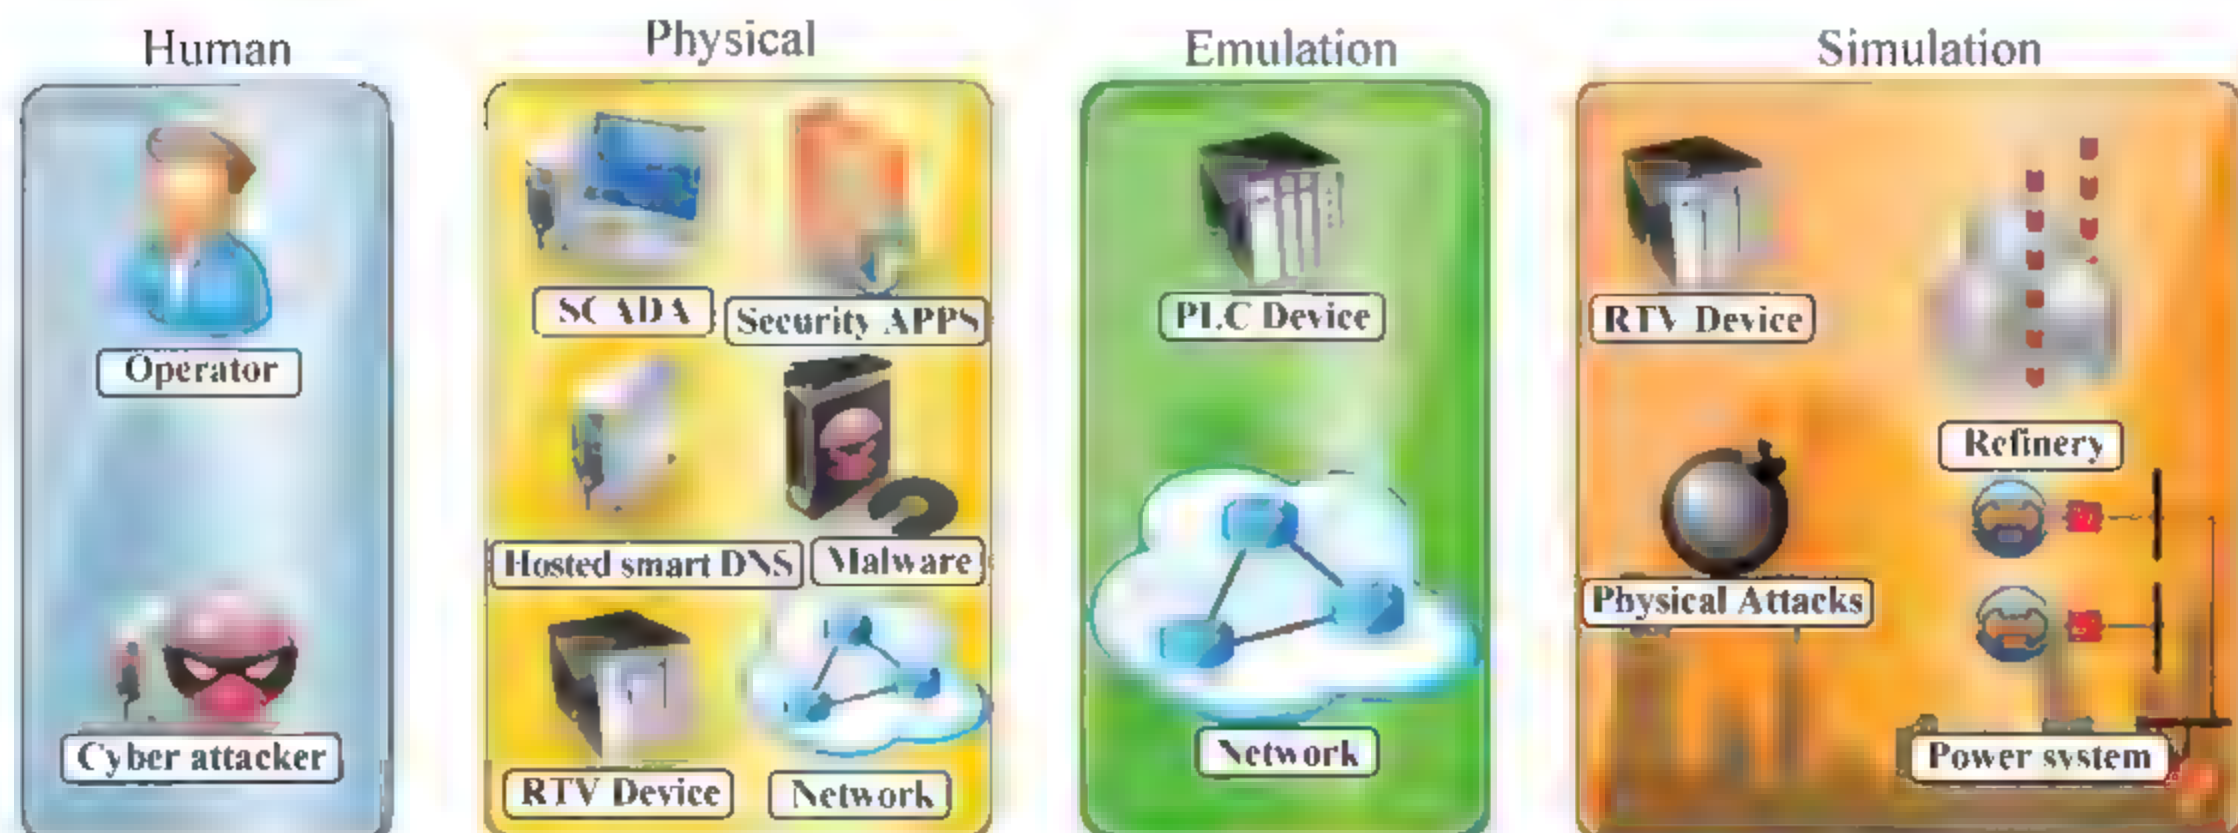 Human
Physical
Emulation
Simulation
Operator
Cyber attacker
SCADA
Security APPS
Hosted smart DNS
Malware
RTV Device
Network
PLC Device
Network
RTV Device
Refinery
Physical Attacks
Power system